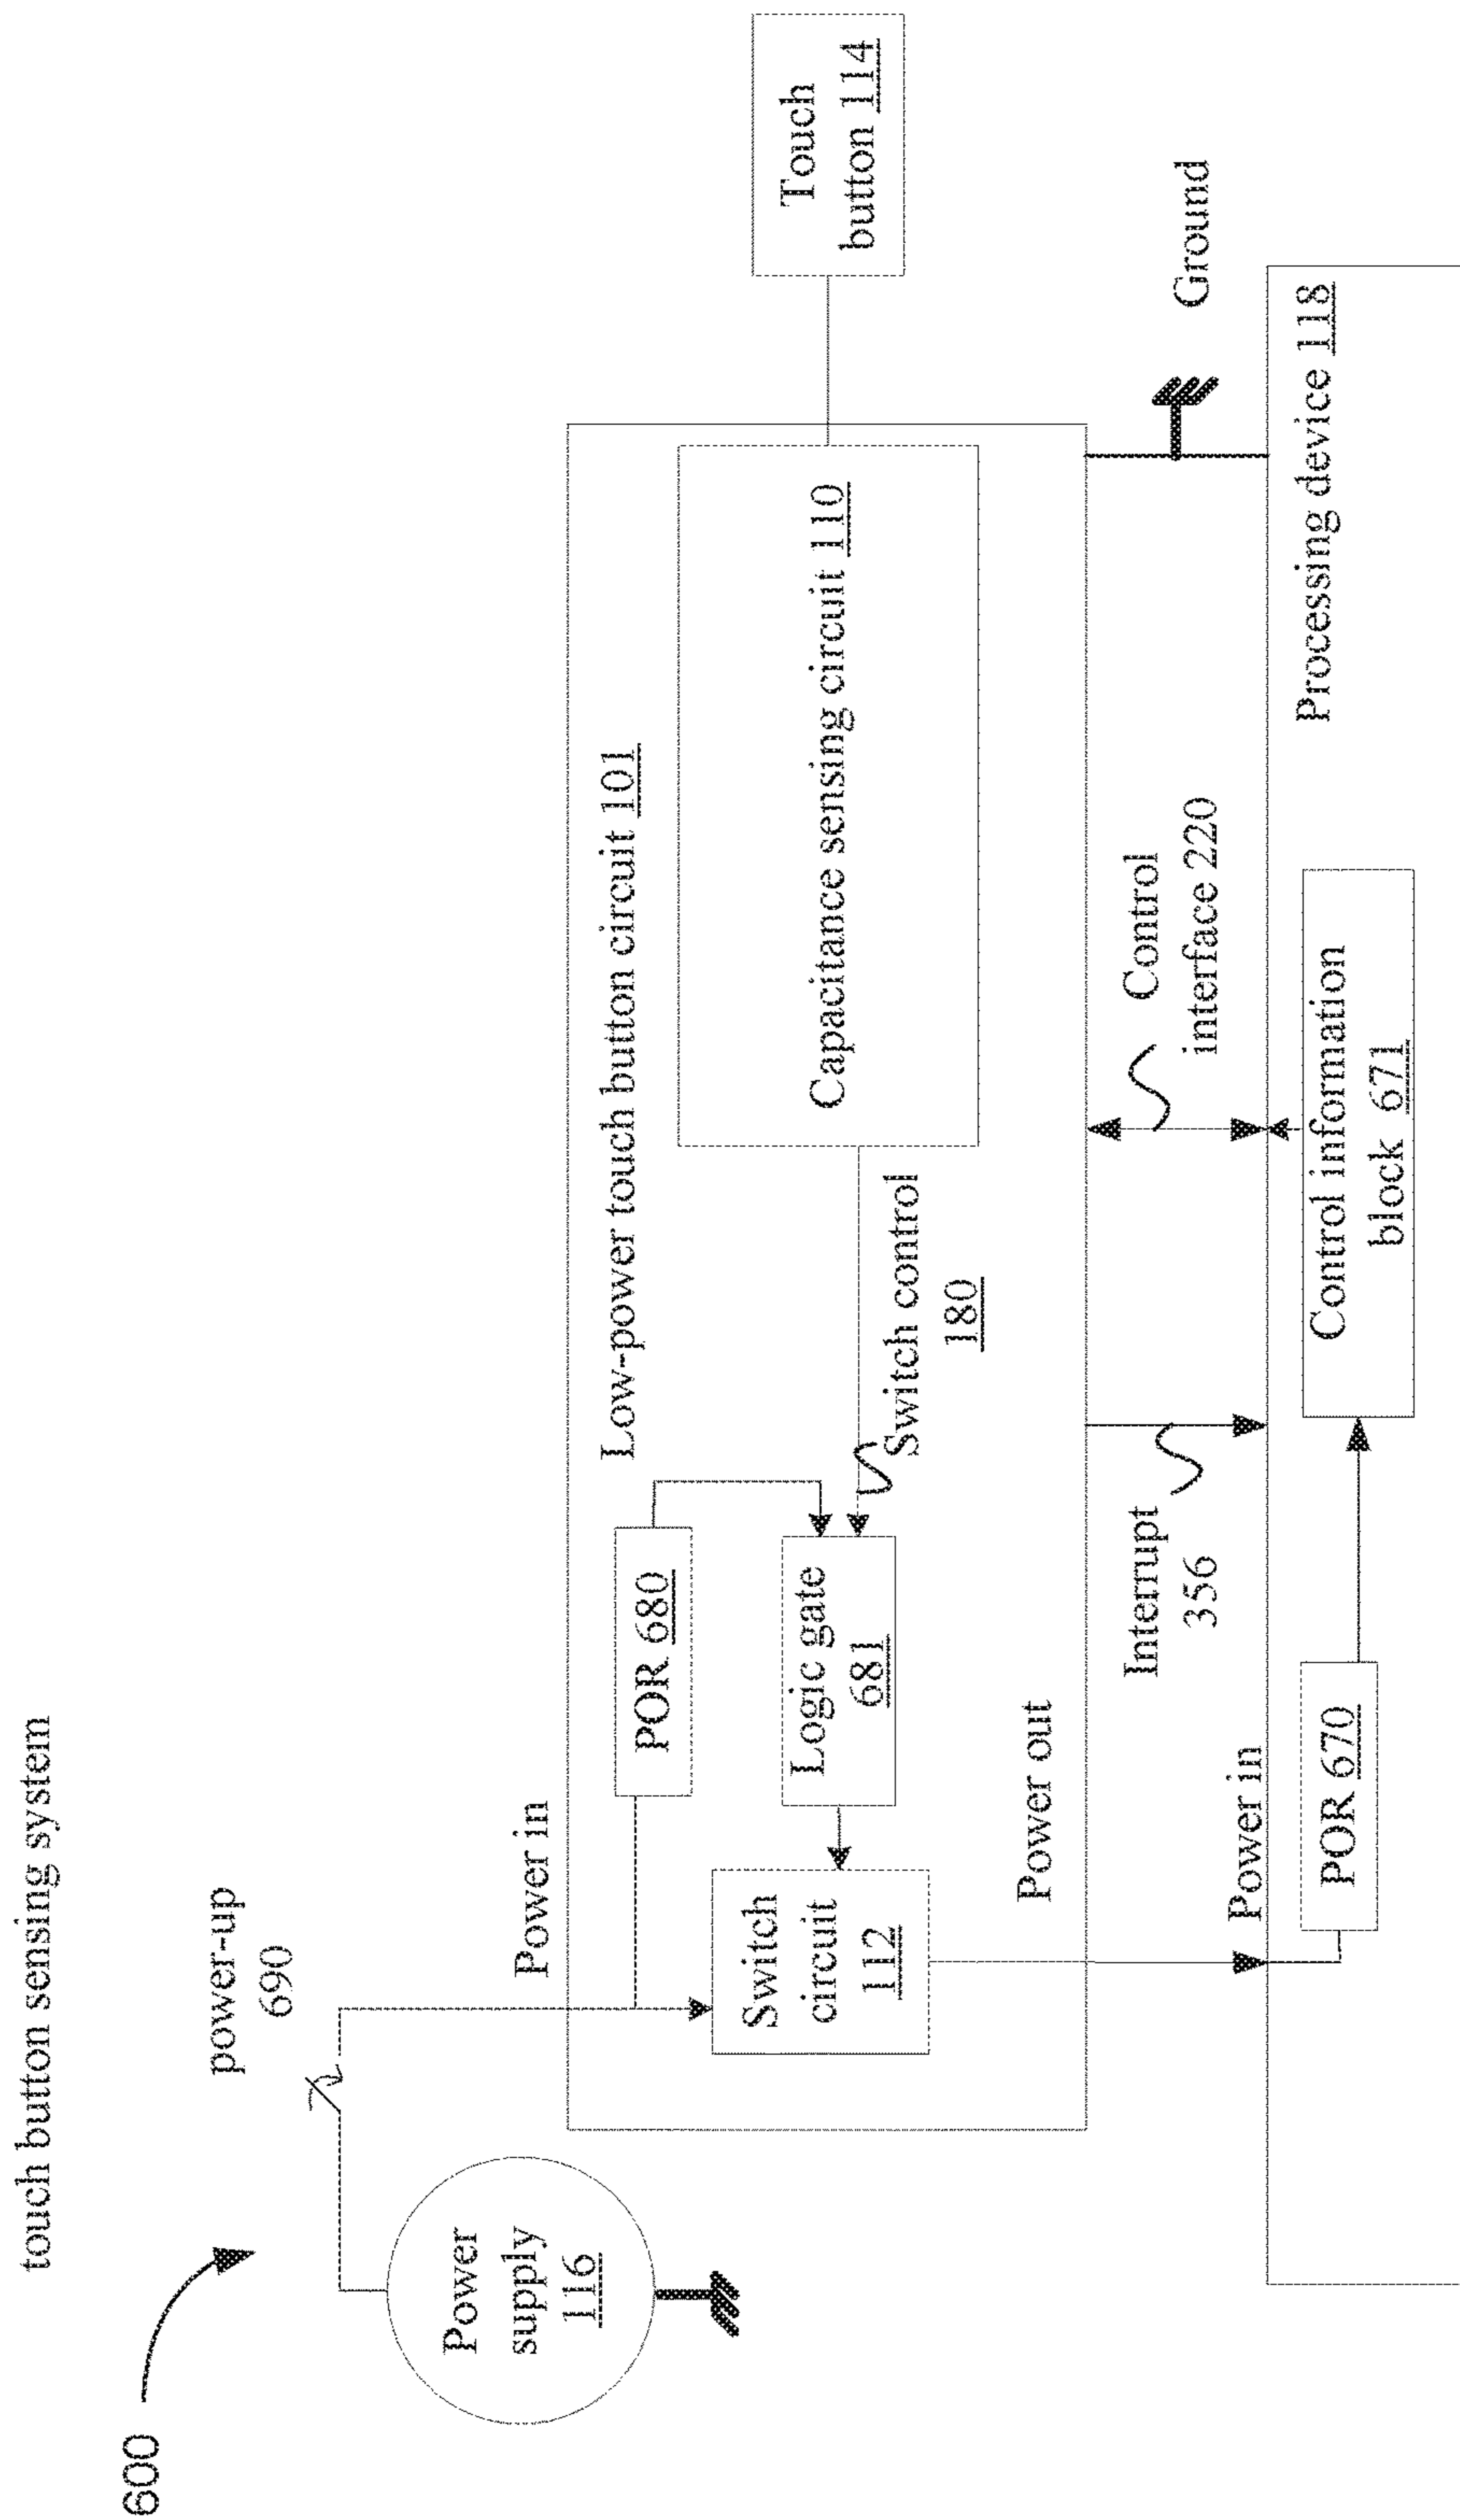 touch button sensing system
600
power-up
690
Power
supply
116
Power in
Low-power touch button circuit 101
POR 680
Switch
circuit
112
Logic gate
681
Capacitance sensing circuit 110
Touch
button 114
Switch control
180
Power out
Interrupt
356
Control
interface 220
Ground
Power in
Processing device 118
POR 670
Control information
block 671